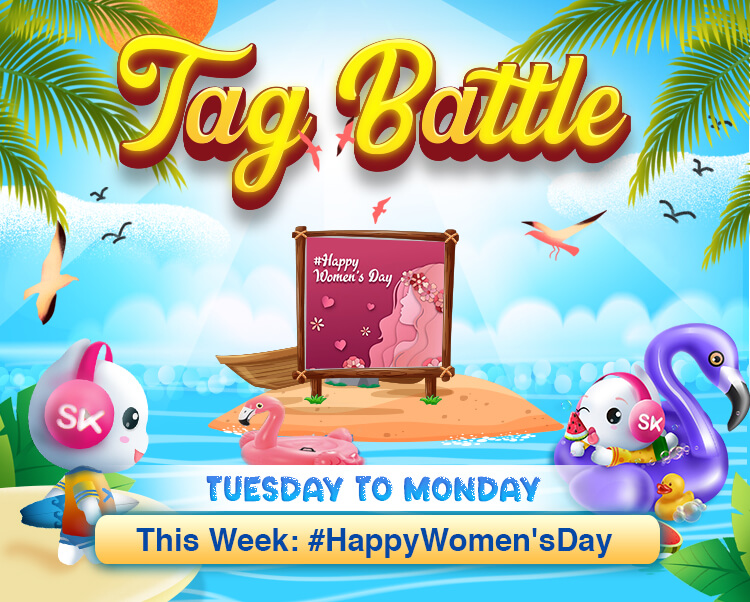 Tag Battle
#Happy
Women's Day
SK
SK
TUESDAY TO MONDAY
This Week: #HappyWomen'sDay